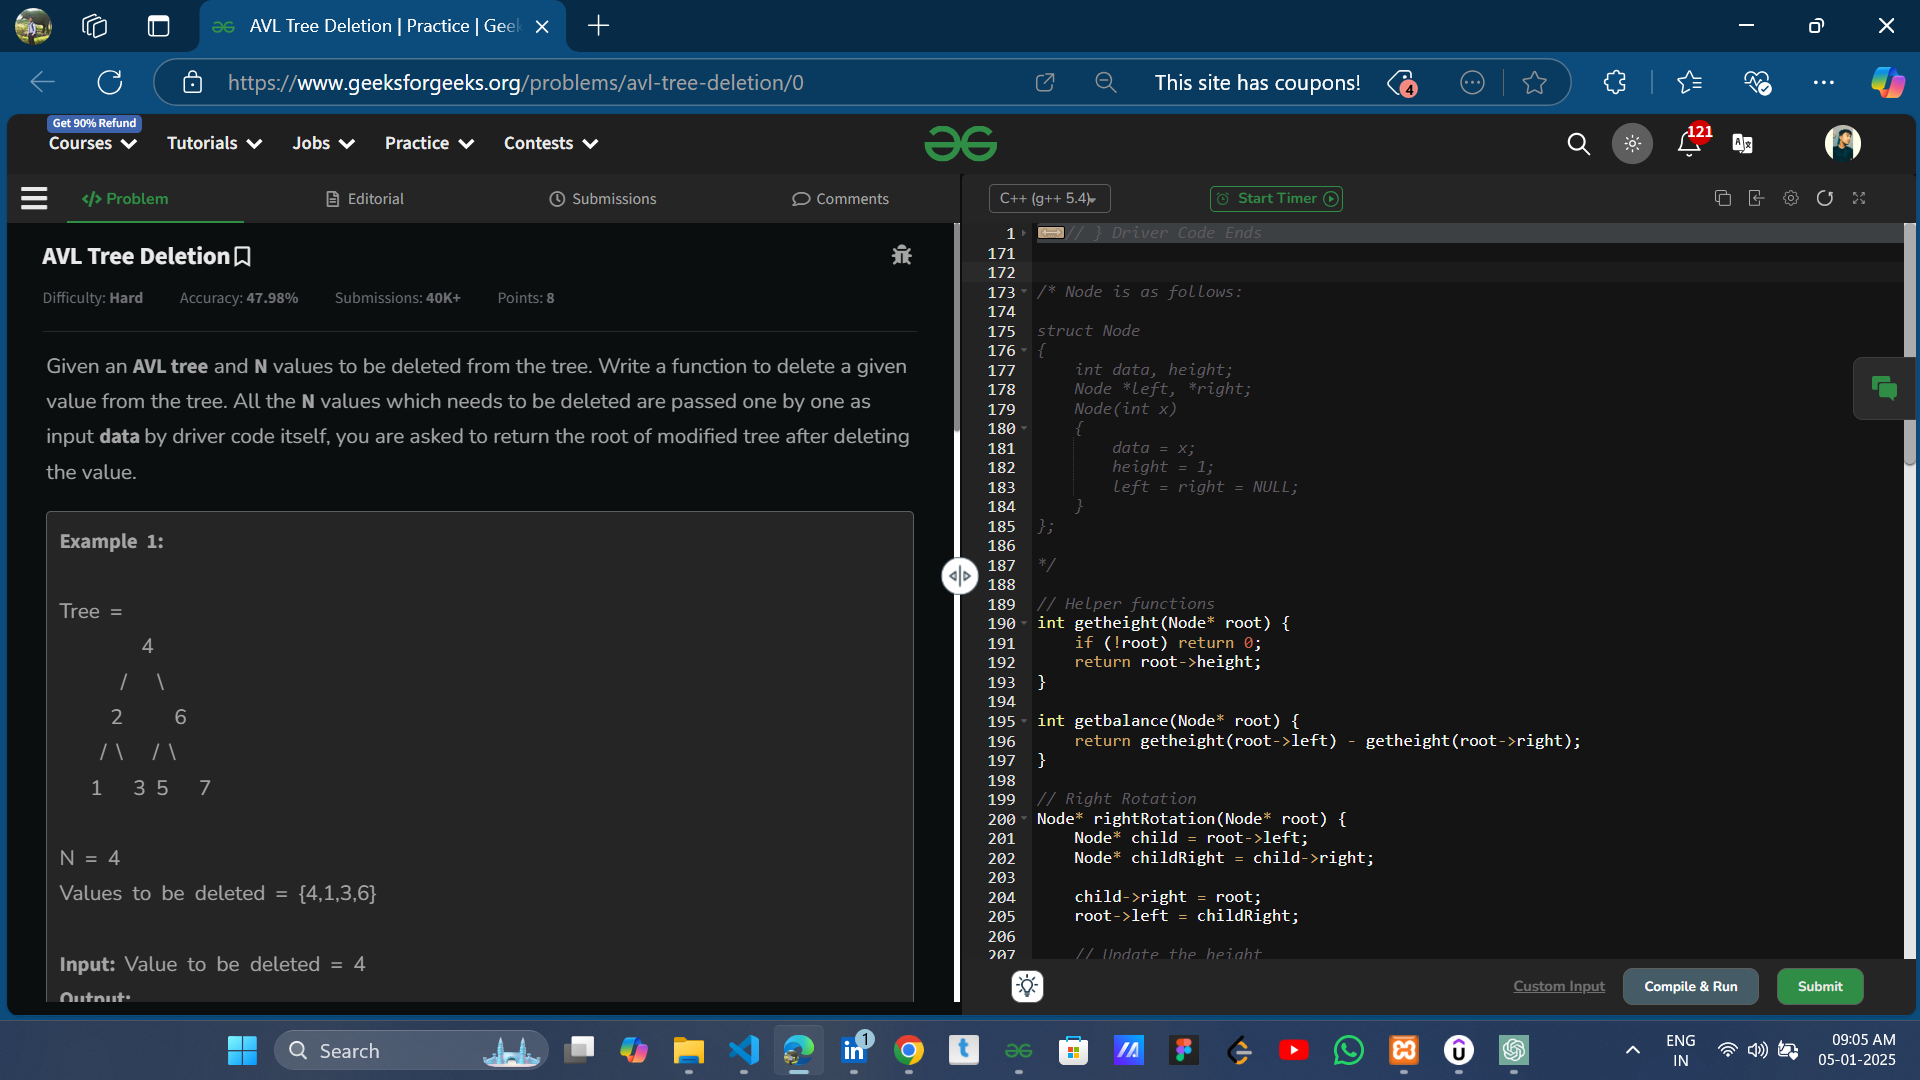 AVL Tree Deletion | Practice | Geek
https://www.geeksforgeeks.org/problems/avl-tree-deletion/0
This site has coupons!
4
Get 90% Refund
Courses
Tutorials
Jobs
Practice
Contests
121
</> Problem
Editorial
Submissions
Comments
C++ (g++ 5.4)
Start Timer
AVL Tree Deletion
Difficulty: Hard Accuracy: 47.98% Submissions: 40K+ Points: 8
Given an AVL tree and N values to be deleted from the tree. Write a function to delete a given
value from the tree. All the N values which needs to be deleted are passed one by one as
input data by driver code itself, you are asked to return the root of modified tree after deleting
the value.
Example 1:
Tree =
4
/ \
2 6
/ \ / \
1 3 5 7
N = 4
Values to be deleted = {4,1,3,6}
Input: Value to be deleted = 4
Output:
1 // } Driver Code Ends
171
172
173 /* Node is as follows:
174
175 struct Node
176 {
177 int data, height;
178 Node *left, *right;
179 Node(int x)
180 {
181 data = x;
182 height = 1;
183 left = right = NULL;
184 }
185 };
186
187 */
188
189 // Helper functions
190 int getheight(Node* root) {
191 if (!root) return 0;
192 return root->height;
193 }
194
195 int getbalance(Node* root) {
196 return getheight(root->left) - getheight(root->right);
197 }
198
199 // Right Rotation
200 Node* rightRotation(Node* root) {
201 Node* child = root->left;
202 Node* childRight = child->right;
203
204 child->right = root;
205 root->left = childRight;
206
207 // Update the height
Custom Input
Compile & Run
Submit
Search
1
ENG
IN
09:05 AM
05-01-2025